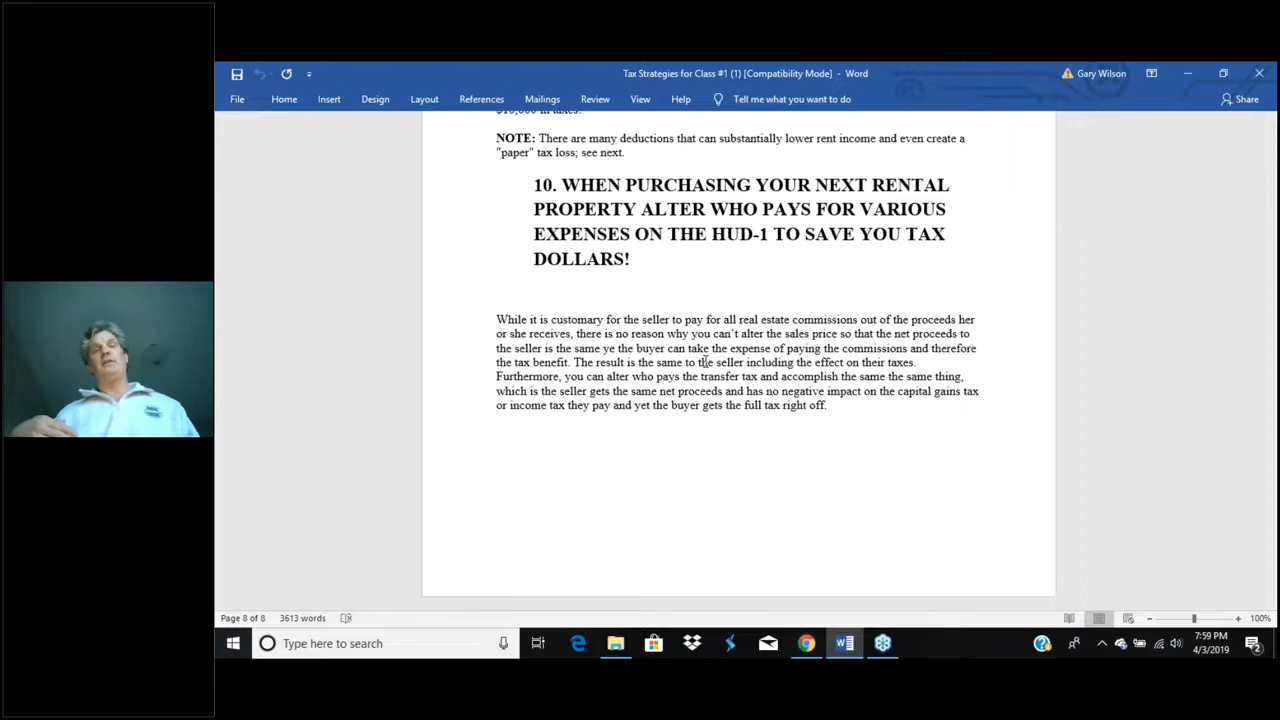 Tax Strategies for Class #1 (1) [Compatibility Mode] - Word
Gary Wilson
File Home Insert Design Layout References Mailings Review View Help Tell me what you want to do Share
$10,000 in taxes.
NOTE: There are many deductions that can substantially lower rent income and even create a
"paper" tax loss; see next.
10. WHEN PURCHASING YOUR NEXT RENTAL
PROPERTY ALTER WHO PAYS FOR VARIOUS
EXPENSES ON THE HUD-1 TO SAVE YOU TAX
DOLLARS!
While it is customary for the seller to pay for all real estate commissions out of the proceeds her
or she receives, there is no reason why you can't alter the sales price so that the net proceeds to
the seller is the same ye the buyer can take the expense of paying the commissions and therefore
the tax benefit. The result is the same to the seller including the effect on their taxes.
Furthermore, you can alter who pays the transfer tax and accomplish the same the same thing,
which is the seller gets the same net proceeds and has no negative impact on the capital gains tax
or income tax they pay and yet the buyer gets the full tax right off.
Page 8 of 8 3613 words 100%
Type here to search
7:59 PM
4/3/2019
2